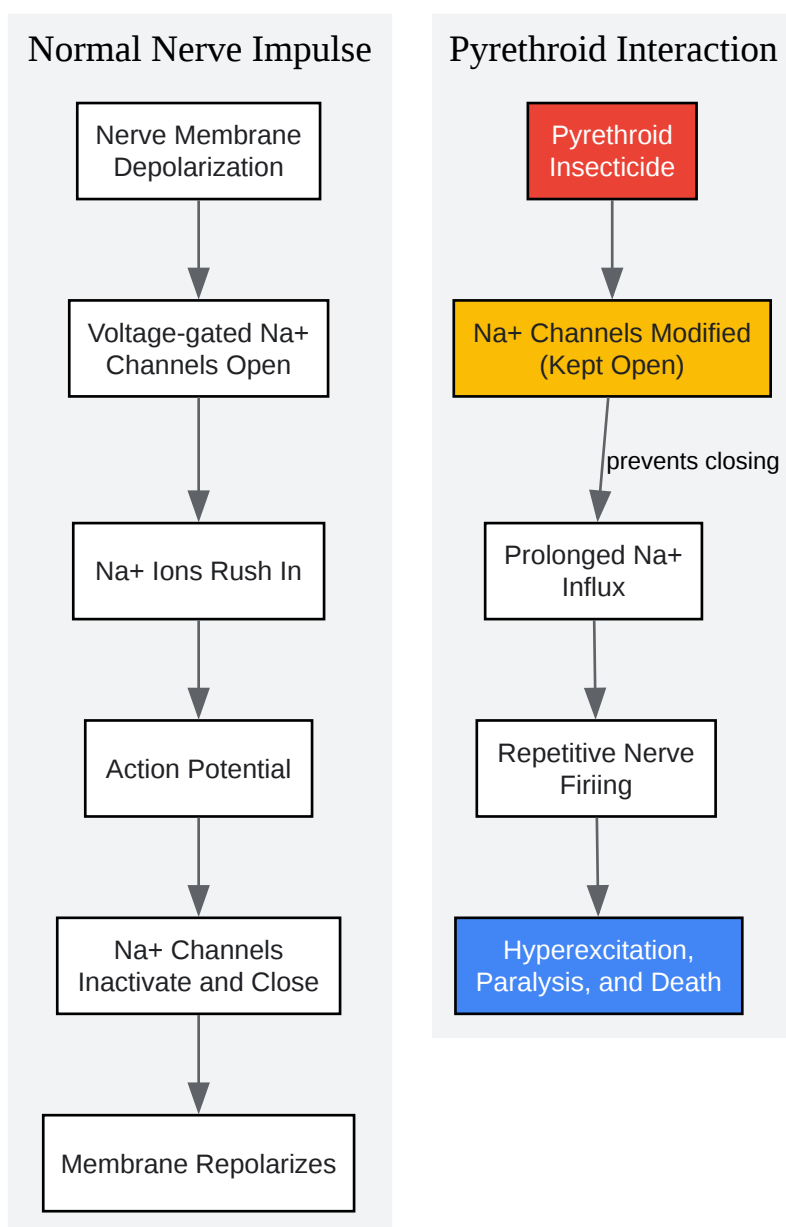 Normal Nerve Impulse
Nerve Membrane
Depolarization
Voltage-gated Na+
Channels Open
Na+ Ions Rush In
Action Potential
Na+ Channels
Inactivate and Close
Membrane Repolarizes
Pyrethroid Interaction
Pyrethroid
Insecticide
Na+ Channels Modified
(Kept Open)
prevents closing
Prolonged Na+
Influx
Repetitive Nerve
Firiing
Hyperexcitation,
Paralysis, and Death